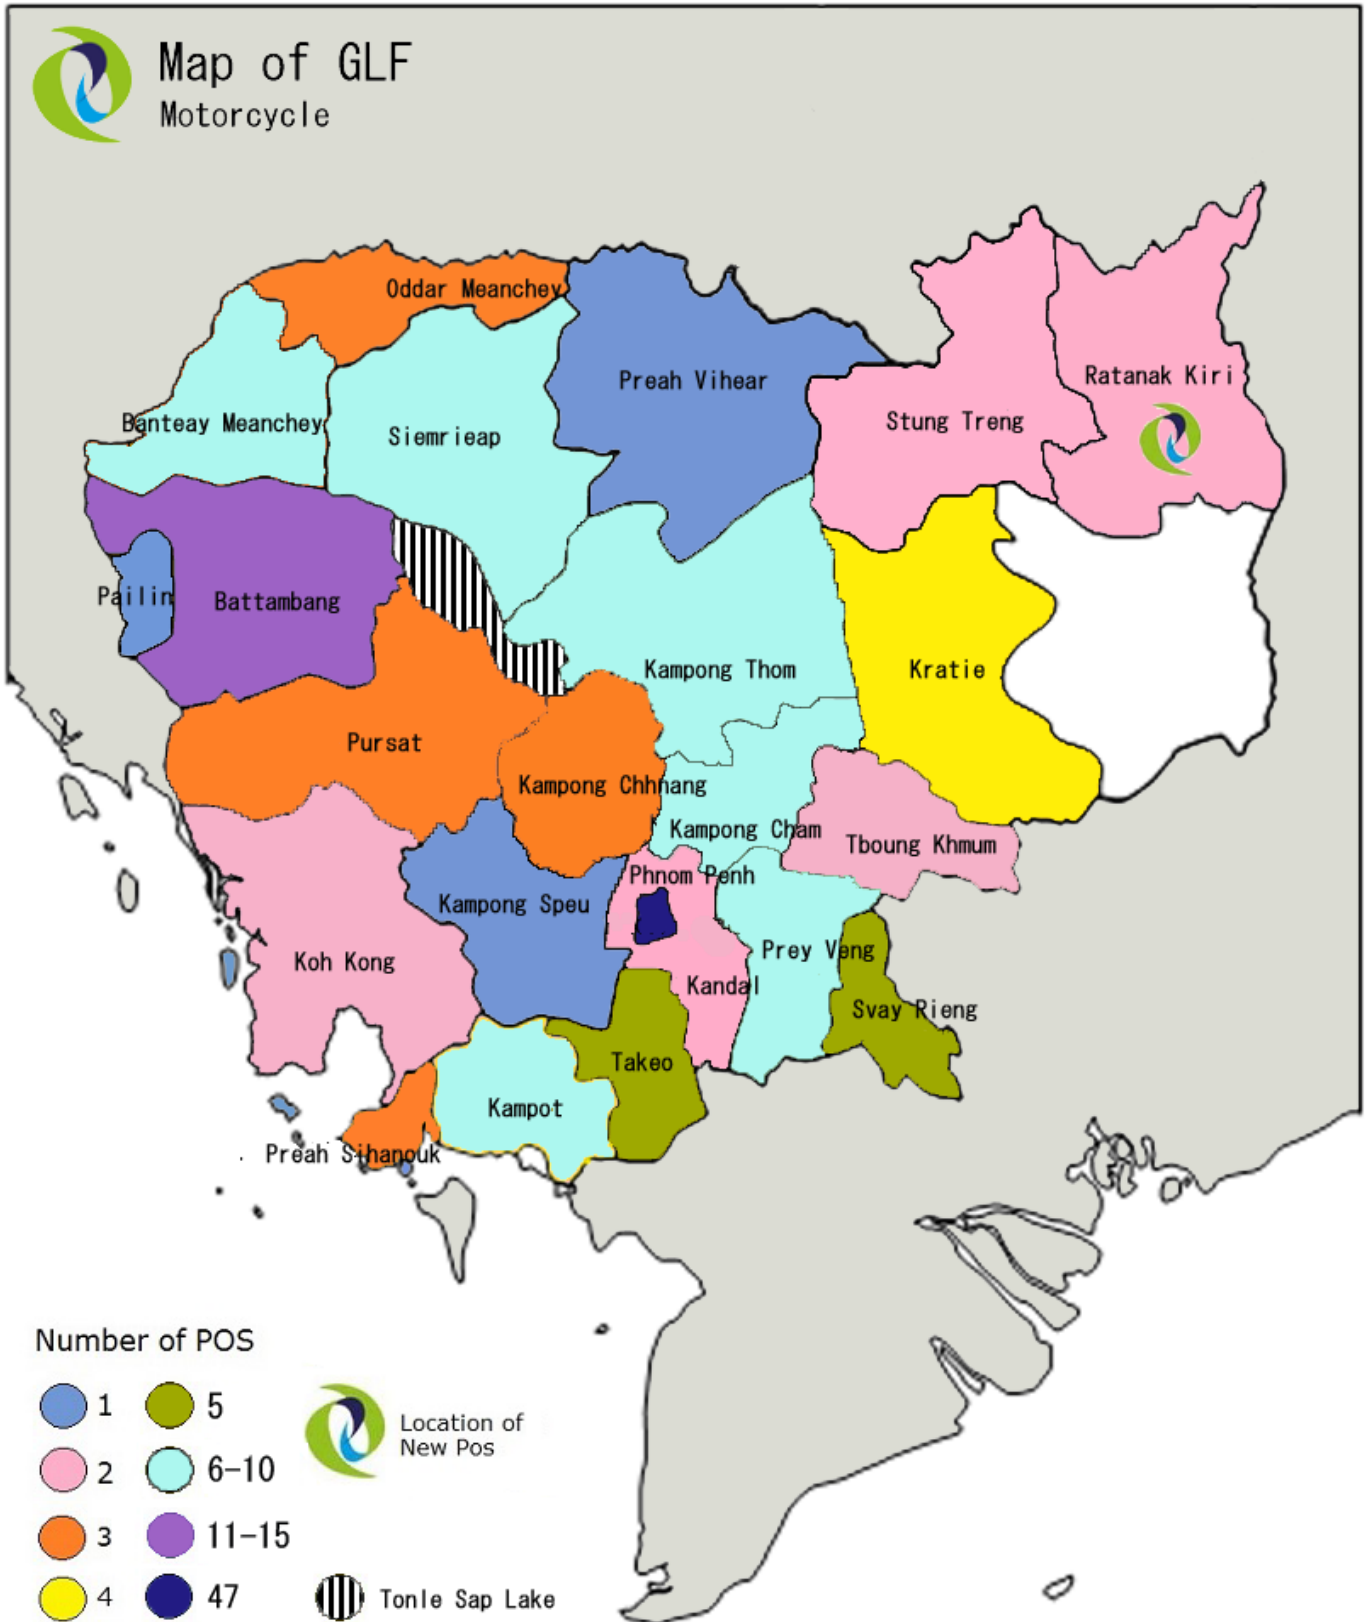 Map of GLF
Motorcycle
Oddar Meanchey
Preah Vihear
Ratanak Kiri
Stung Treng
Banteay Meanchey
Siemrieap
Pailin
Battambang
Kampong Thom
Kratie
Pursat
Kampong Chhnang
Kampong Cham
Tboung Khmum
Phnom Penh
Kampong Speu
Prey Veng
Koh Kong
Kandal
Svay Rieng
Takeo
Kampot
Preah Sihanouk
Number of POS
1
5
2
6-10
3
11-15
4
47
Location of
New Pos
Tonle Sap Lake